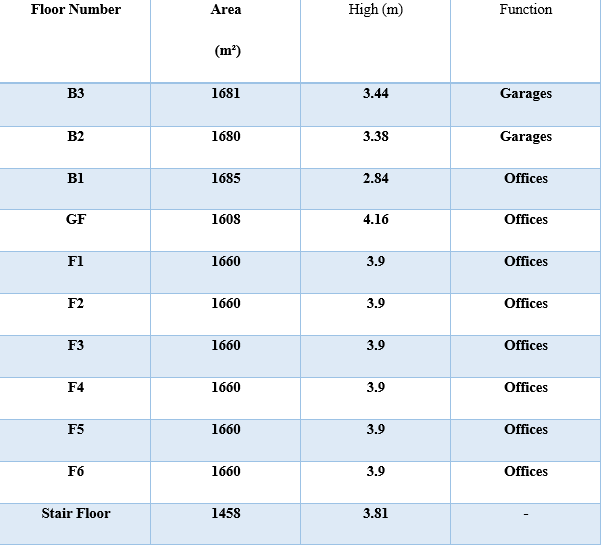 Floor Number Area (m²) High (m) Function
B3 1681 3.44 Garages
B2 1680 3.38 Garages
B1 1685 2.84 Offices
GF 1608 4.16 Offices
F1 1660 3.9 Offices
F2 1660 3.9 Offices
F3 1660 3.9 Offices
F4 1660 3.9 Offices
F5 1660 3.9 Offices
F6 1660 3.9 Offices
Stair Floor 1458 3.81 -